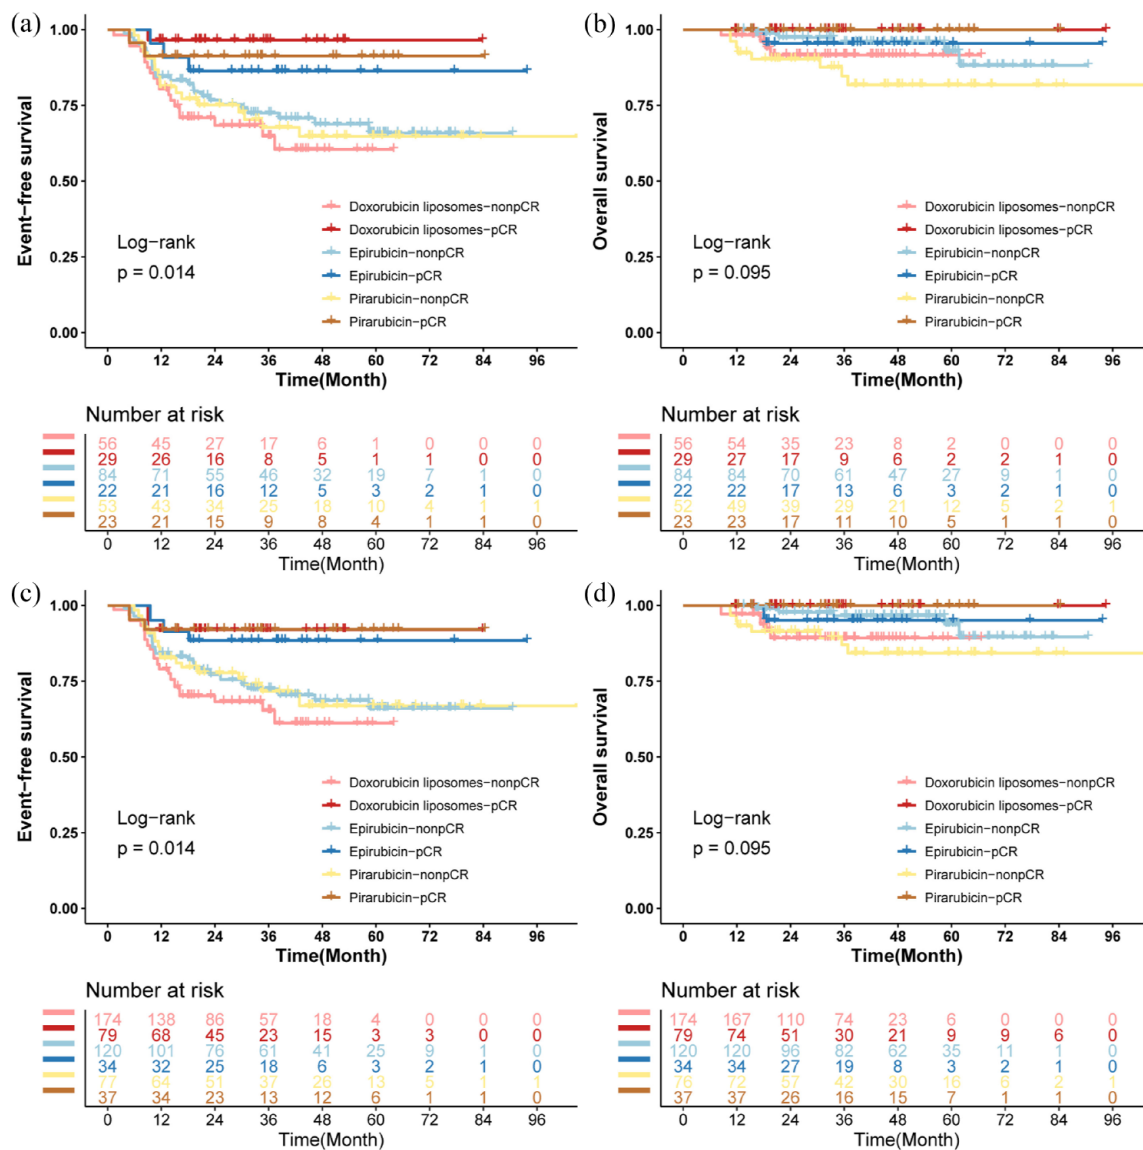 (a)
1.00
0.75
0.50
0.25
0.00
Event-free survival
Log-rank
p = 0.014
Doxorubicin liposomes-nonpCR
Doxorubicin liposomes-pCR
Epirubicin-nonpCR
Epirubicin-pCR
Pirarubicin-nonpCR
Pirarubicin-pCR
0 12 24 36 48 60 72 84 96
Time(Month)
Number at risk
56 45 27 17 6 1 0 0 0
29 26 16 8 5 1 1 0 0
84 71 55 46 32 19 7 1 0
22 21 16 12 5 3 2 1 0
53 43 34 25 18 10 4 1 1
23 21 15 9 8 4 1 1 0
0 12 24 36 48 60 72 84 96
Time(Month)
(b)
1.00
0.75
0.50
0.25
0.00
Overall survival
Log-rank
p = 0.095
Doxorubicin liposomes-nonpCR
Doxorubicin liposomes-pCR
Epirubicin-nonpCR
Epirubicin-pCR
Pirarubicin-nonpCR
Pirarubicin-pCR
0 12 24 36 48 60 72 84 96
Time(Month)
Number at risk
56 54 35 23 8 2 0 0 0
29 27 17 9 6 2 2 1 0
84 84 70 61 47 27 9 1 0
22 22 17 13 6 3 2 1 0
52 49 39 29 21 12 5 2 1
23 23 17 11 10 5 1 1 0
0 12 24 36 48 60 72 84 96
Time(Month)
(c)
1.00
0.75
0.50
0.25
0.00
Event-free survival
Log-rank
p = 0.014
Doxorubicin liposomes-nonpCR
Doxorubicin liposomes-pCR
Epirubicin-nonpCR
Epirubicin-pCR
Pirarubicin-nonpCR
Pirarubicin-pCR
0 12 24 36 48 60 72 84 96
Time(Month)
Number at risk
174 138 86 57 18 4 0 0 0
79 68 45 23 15 3 3 0 0
120 101 76 61 41 25 9 1 0
34 32 25 18 6 3 2 1 0
77 64 51 37 26 13 5 1 1
37 34 23 13 12 6 1 1 0
0 12 24 36 48 60 72 84 96
Time(Month)
(d)
1.00
0.75
0.50
0.25
0.00
Overall survival
Log-rank
p = 0.095
Doxorubicin liposomes-nonpCR
Doxorubicin liposomes-pCR
Epirubicin-nonpCR
Epirubicin-pCR
Pirarubicin-nonpCR
Pirarubicin-pCR
0 12 24 36 48 60 72 84 96
Time(Month)
Number at risk
174 167 110 74 23 6 0 0 0
79 74 51 30 21 9 9 6 0
120 120 96 82 62 35 11 1 0
34 34 27 19 8 3 2 1 0
76 72 57 42 30 16 6 2 1
37 37 26 16 15 7 1 1 0
0 12 24 36 48 60 72 84 96
Time(Month)